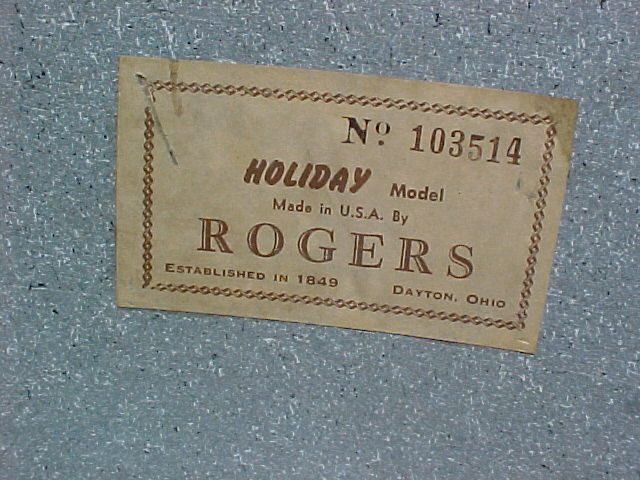 Nº 103514
HOLIDAY Model
Made in U.S.A. By
ROGERS
ESTABLISHED IN 1849 DAYTON, OHIO